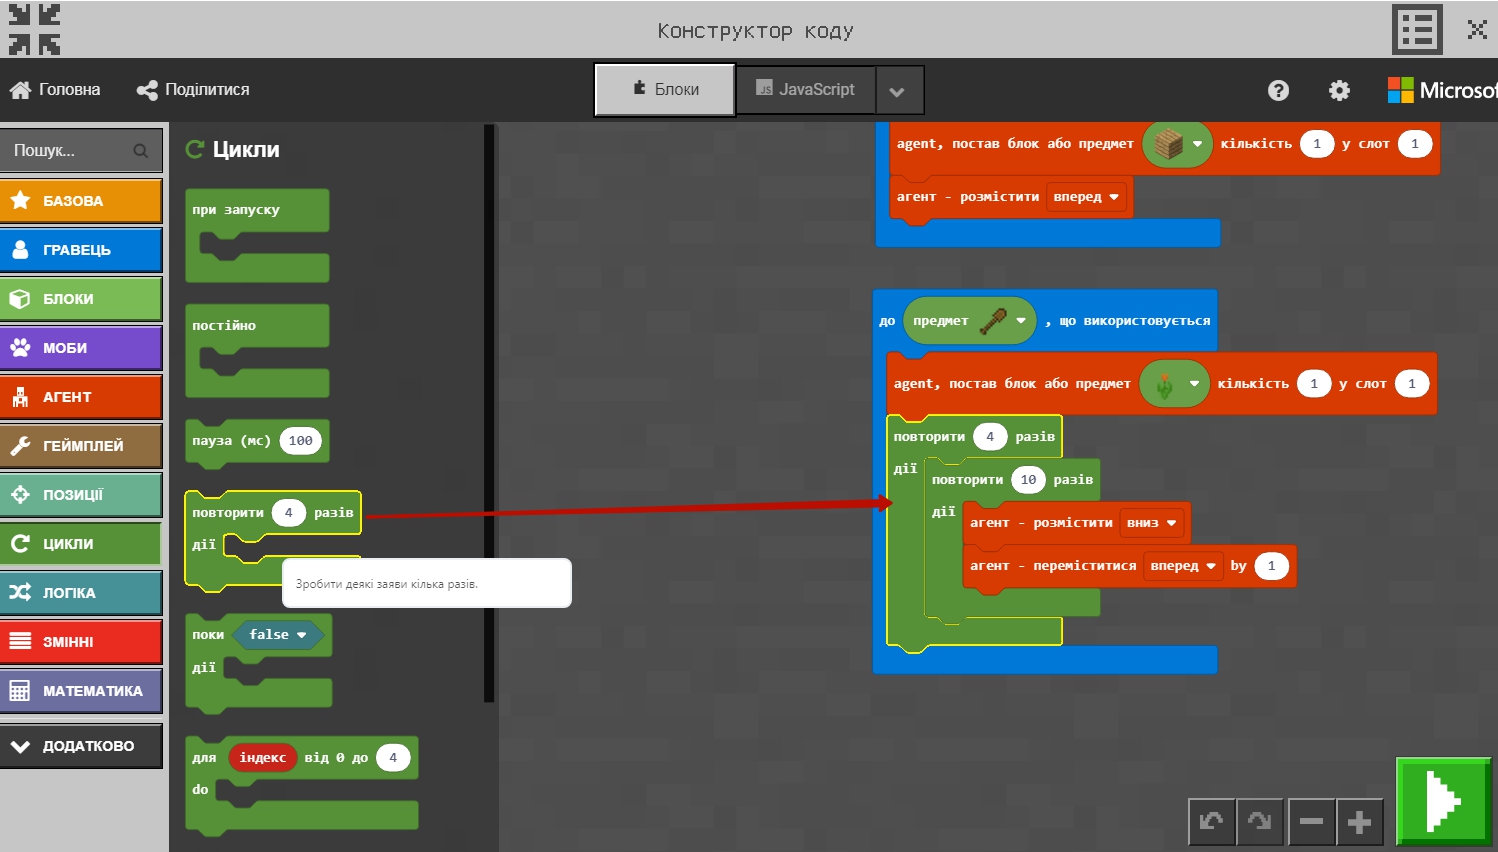 Конструктор коду
Головна
Поділитися
Блоки
JavaScript
Microsof
Пошук...
БАЗОВА
ГРАВЕЦЬ
БЛОКИ
МОБИ
АГЕНТ
ГЕЙМПЛЕЙ
ПОЗИЦІЇ
ЦИКЛИ
ЛОГІКА
ЗМІННІ
МАТЕМАТИКА
ДОДАТКОВО
Цикли
при запуску
постійно
пауза (мс) 100
повторити 4 разів
дії
Зробити деякі заяви кілька разів.
поки false
дії
для індекс від 0 до 4
do
agent, постав блок або предмет кількість 1 у слот 1
агент - розмістити вперед
до предмет , що використовується
agent, постав блок або предмет кількість 1 у слот 1
повторити 4 разів
дії
повторити 10 разів
дії
агент - розмістити вниз
агент - переміститися вперед by 1